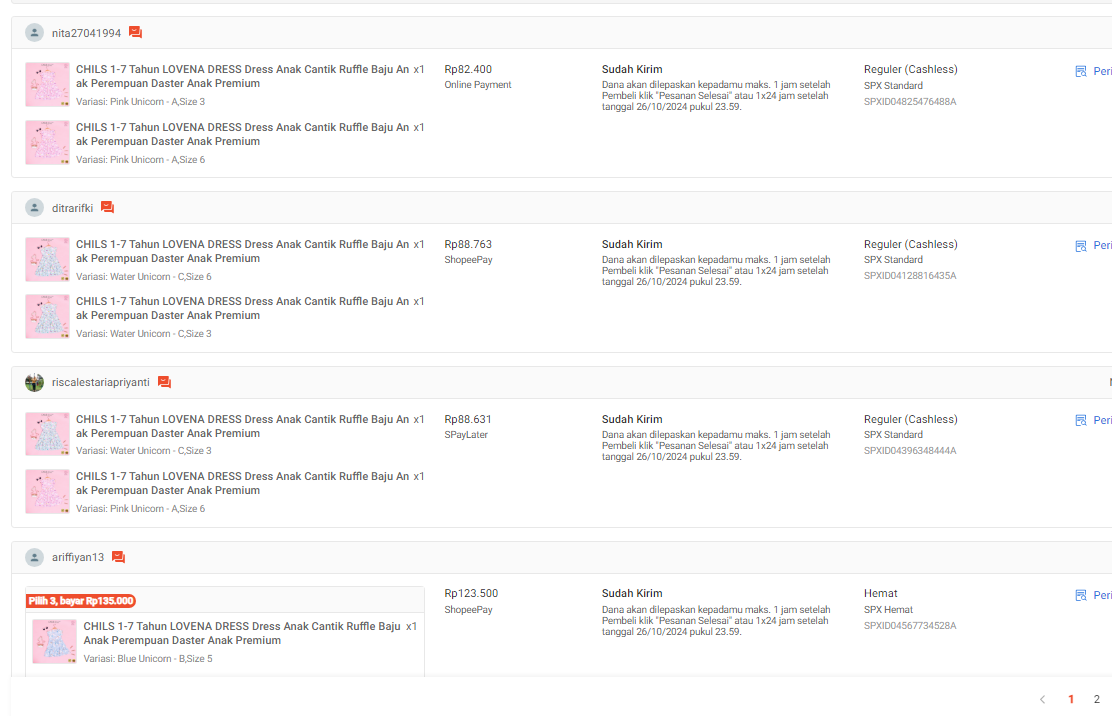 nita27041994
CHILS 1-7 Tahun LOVENA DRESS Dress Anak Cantik Ruffle Baju An x1
ak Perempuan Daster Anak Premium
Variasi: Pink Unicorn - A,Size 3
Rp82.400
Online Payment
Sudah Kirim
Dana akan dilepaskan kepadamu maks. 1 jam setelah
Pembeli klik "Pesanan Selesai" atau 1x24 jam setelah
tanggal 26/10/2024 pukul 23.59.
Reguler (Cashless)
SPX Standard
SPXID04825476488A
Peri
CHILS 1-7 Tahun LOVENA DRESS Dress Anak Cantik Ruffle Baju An x1
ak Perempuan Daster Anak Premium
Variasi: Pink Unicorn - A,Size 6
ditrarifki
CHILS 1-7 Tahun LOVENA DRESS Dress Anak Cantik Ruffle Baju An x1
ak Perempuan Daster Anak Premium
Variasi: Water Unicorn - C,Size 6
Rp88.763
ShopeePay
Sudah Kirim
Dana akan dilepaskan kepadamu maks. 1 jam setelah
Pembeli klik "Pesanan Selesai" atau 1x24 jam setelah
tanggal 26/10/2024 pukul 23.59.
Reguler (Cashless)
SPX Standard
SPXID04128816435A
Peri
CHILS 1-7 Tahun LOVENA DRESS Dress Anak Cantik Ruffle Baju An x1
ak Perempuan Daster Anak Premium
Variasi: Water Unicorn - C,Size 3
riscalestariapriyanti
CHILS 1-7 Tahun LOVENA DRESS Dress Anak Cantik Ruffle Baju An x1
ak Perempuan Daster Anak Premium
Variasi: Water Unicorn - C,Size 3
Rp88.631
SPayLater
Sudah Kirim
Dana akan dilepaskan kepadamu maks. 1 jam setelah
Pembeli klik "Pesanan Selesai" atau 1x24 jam setelah
tanggal 26/10/2024 pukul 23.59.
Reguler (Cashless)
SPX Standard
SPXID04396348444A
Peri
CHILS 1-7 Tahun LOVENA DRESS Dress Anak Cantik Ruffle Baju An x1
ak Perempuan Daster Anak Premium
Variasi: Pink Unicorn - A,Size 6
ariffiyan13
Pilih 3, bayar Rp135.000
CHILS 1-7 Tahun LOVENA DRESS Dress Anak Cantik Ruffle Baju x1
Anak Perempuan Daster Anak Premium
Variasi: Blue Unicorn - B,Size 5
Rp123.500
ShopeePay
Sudah Kirim
Dana akan dilepaskan kepadamu maks. 1 jam setelah
Pembeli klik "Pesanan Selesai" atau 1x24 jam setelah
tanggal 26/10/2024 pukul 23.59.
Hemat
SPX Hemat
SPXID04567734528A
Peri
1 2